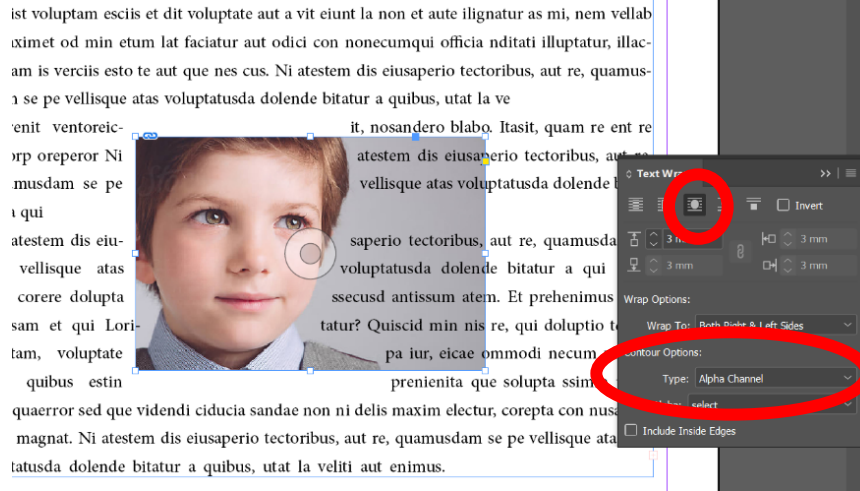 ist voluptam esciis et dit voluptate aut a vit eiunt la non et aute ilignatur as mi, nem vellab
ximet od min etum lat faciatur aut odici con nonecumqui officia nditati illuptatur, illac-
am is verciis esto te aut que nes cus. Ni atestem dis eiusaperio tectoribus, aut re, quamus-
se pe vellisque atas voluptatusda dolende bitatur a quibus, utat la ve
enit ventoreic- it, nosandero blabo. Itasit, quam re ent re
orp oreperor Ni atestem dis eiusaperio tectoribus, aut re,
musdam se pe vellisque atas voluptatusda dolende
qui
atestem dis eiu- saperio tectoribus, aut re, quamusda
vellisque atas voluptatusda dolende bitatur a qui
corere dolupta ssecusd antissum atem. Et prehenimus
sam et qui Lori- tatur? Quiscid min nis re, qui doluptio
tam, voluptate pa iur, eicae ommodi necum
quibus estin prenienita que solupta
quaerror sed que videndi ciducia sandae non ni delis maxim electur, corepta con nusa
magnat. Ni atestem dis eiusaperio tectoribus, aut re, quamusdam se pe vellisque ata
tatusda dolende bitatur a quibus, utat la veliti aut enimus.
Text Wrap
Invert
3 mm 3 mm
3 mm 3 mm
Wrap Options:
Wrap To: Both Right & Left Sides
Contour Options:
Type: Alpha Channel
select
Include Inside Edges